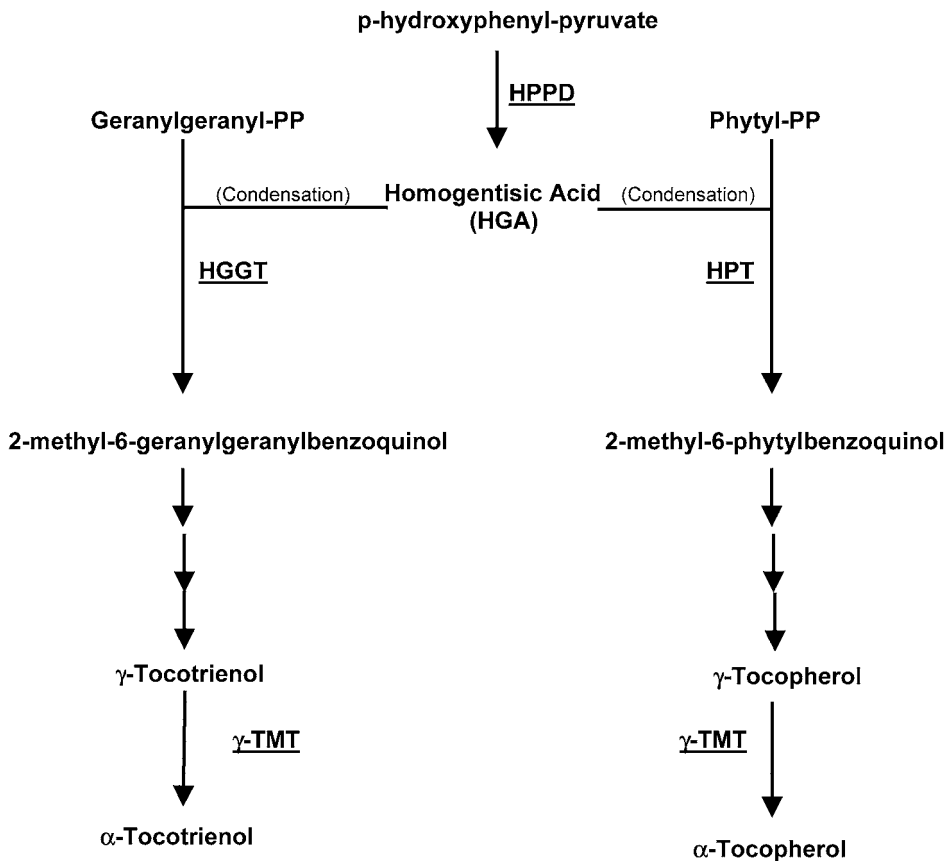 p-hydroxyphenyl-pyruvate
HPPD
Geranylgeranyl-PP
Phytyl-PP
(Condensation)
Homogentisic Acid
(HGA)
(Condensation)
HGGT
HPT
2-methyl-6-geranylgeranylbenzoquinol
2-methyl-6-phytylbenzoquinol
γ-Tocotrienol
γ-Tocopherol
γ-TMT
γ-TMT
α-Tocotrienol
α-Tocopherol